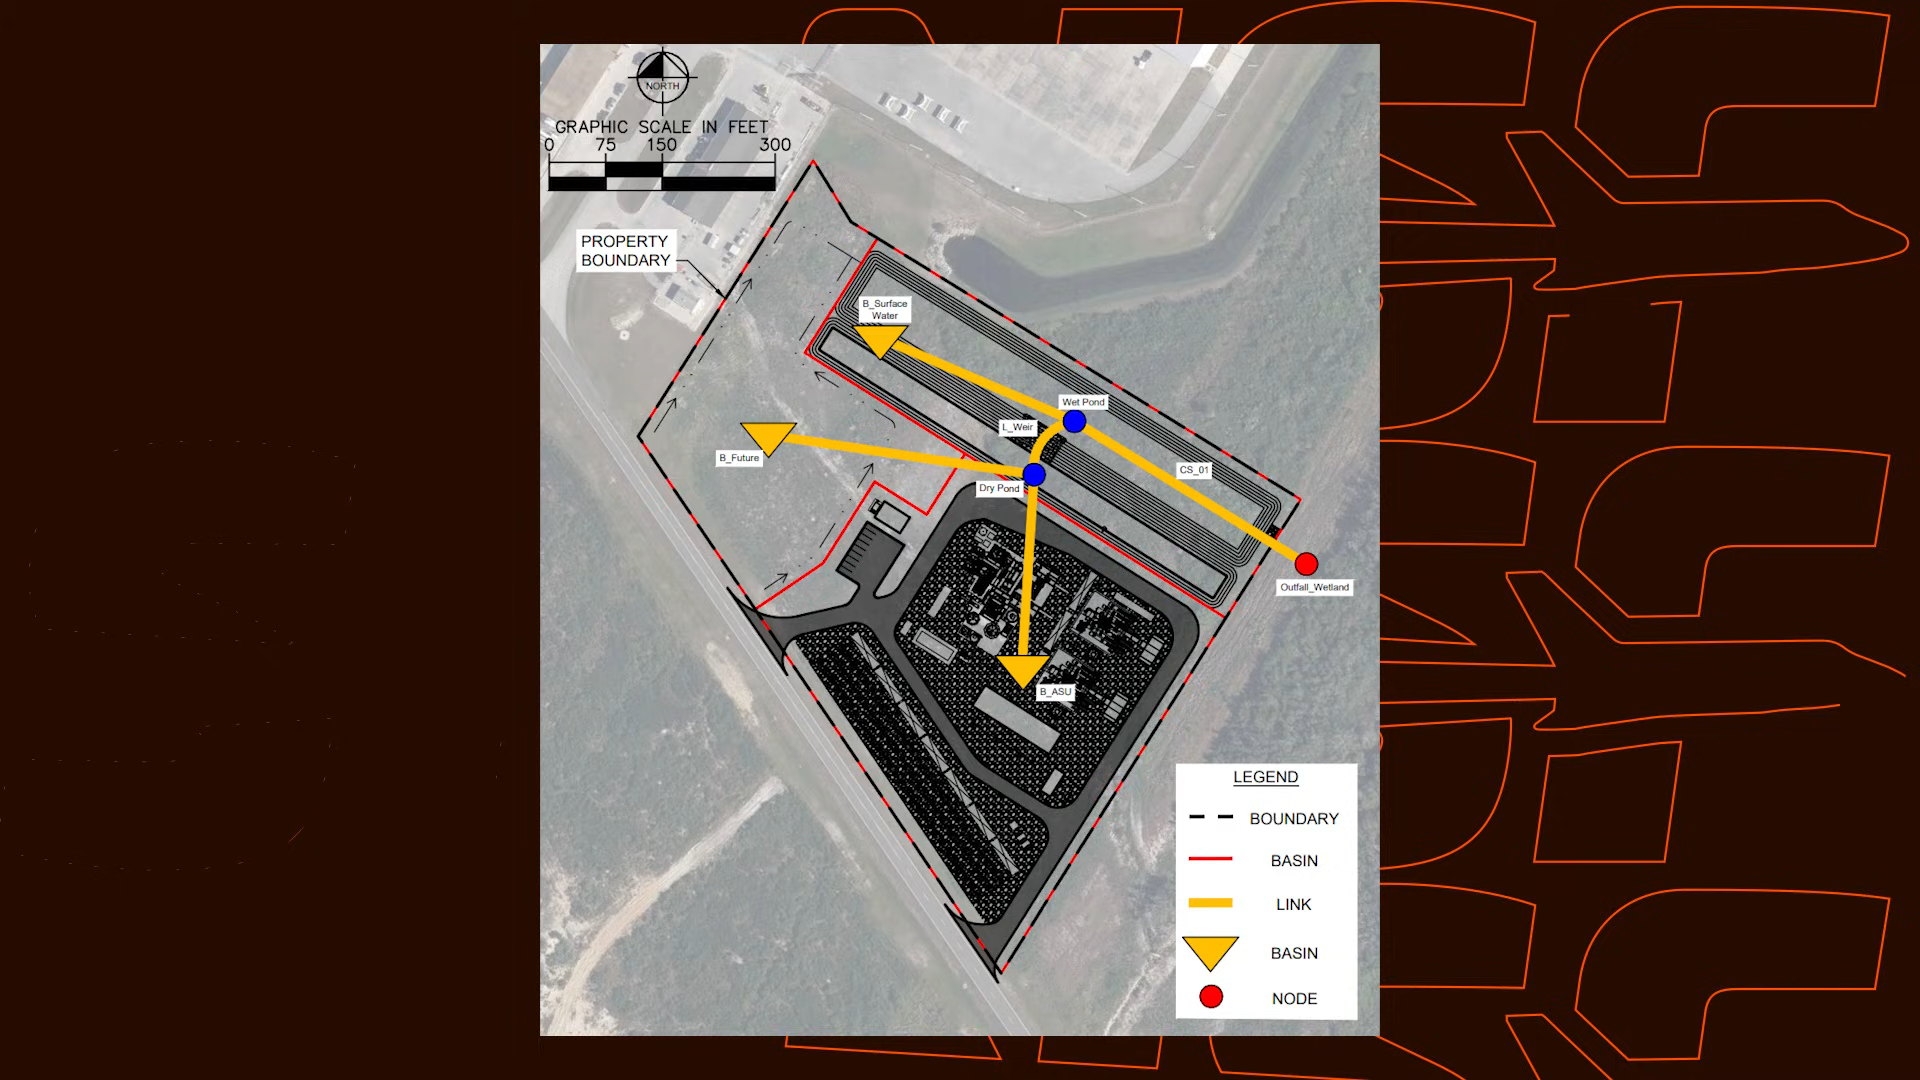 NORTH
GRAPHIC SCALE IN FEET
0 75 150 300
PROPERTY
BOUNDARY
B_Surface
Water
Wet Pond
L_Weir
B_Future
CS_01
Dry Pond
Outfall_Wetland
B_ASU
LEGEND
BOUNDARY
BASIN
LINK
BASIN
NODE